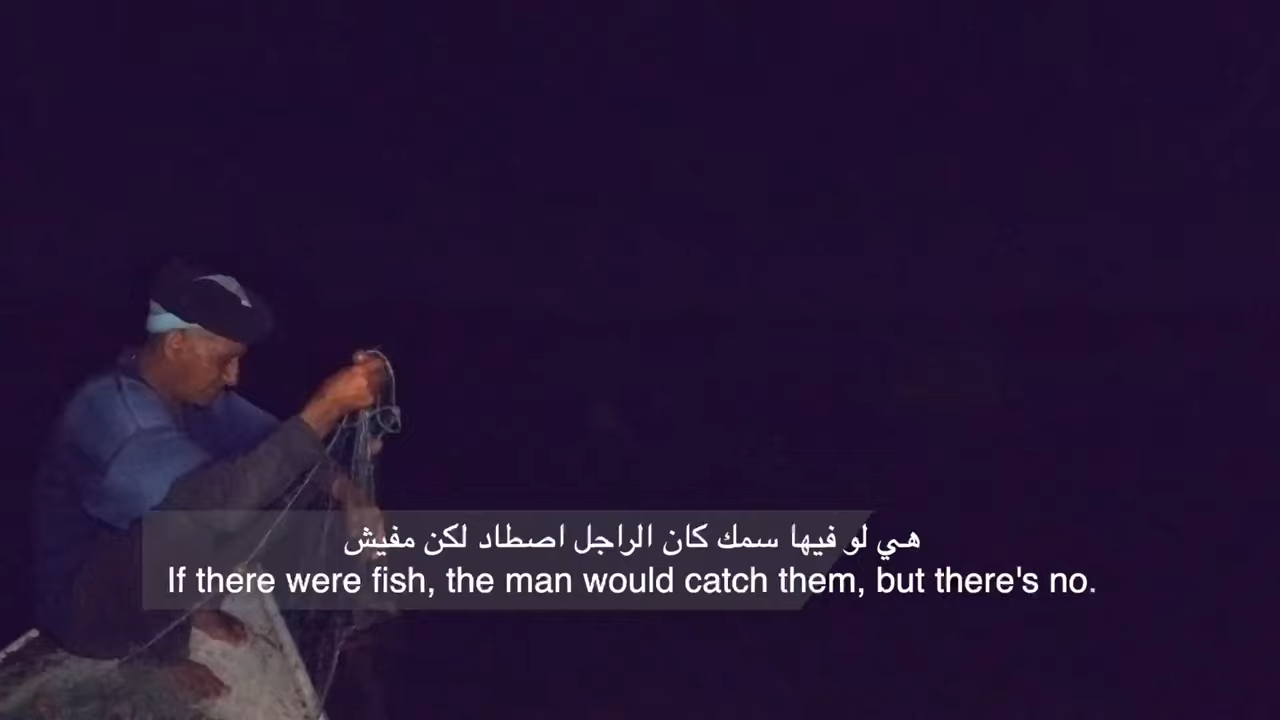 هي لو فيها سمك كان الراجل اصطاد لكن مفيش
If there were fish, the man would catch them, but there's no.